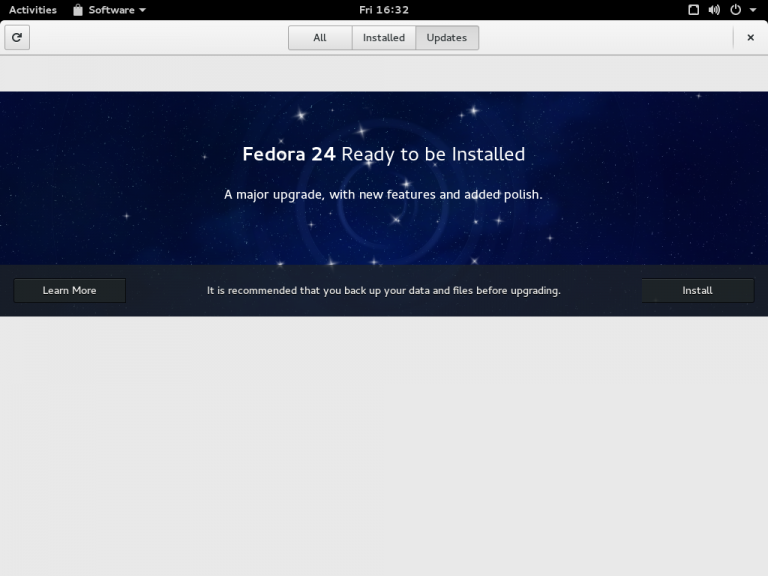 Activities Software Fri 16:32
All Installed Updates
Fedora 24 Ready to be Installed
A major upgrade, with new features and added polish.
Learn More It is recommended that you back up your data and files before upgrading. Install